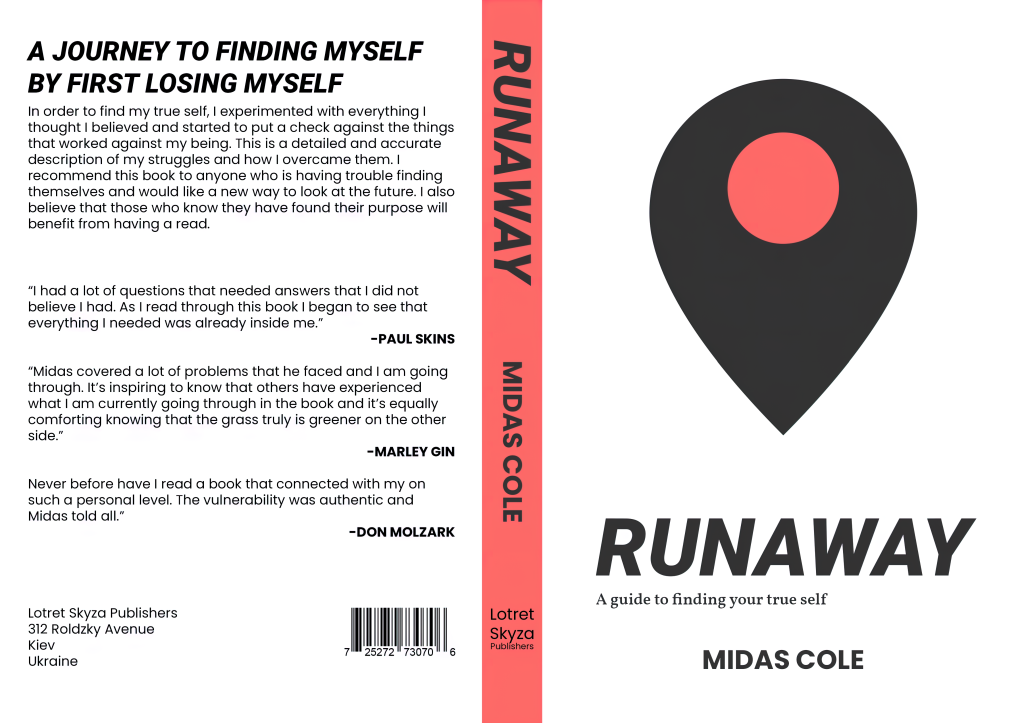 A JOURNEY TO FINDING MYSELF
BY FIRST LOSING MYSELF
In order to find my true self, I experimented with everything I
thought I believed and started to put a check against the things
that worked against my being. This is a detailed and accurate
description of my struggles and how I overcame them. I
recommend this book to anyone who is having trouble finding
themselves and would like a new way to look at the future. I also
believe that those who know they have found their purpose will
benefit from having a read.
“I had a lot of questions that needed answers that I did not
believe I had. As I read through this book I began to see that
everything I needed was already inside me.”
-PAUL SKINS
“Midas covered a lot of problems that he faced and I am going
through. It’s inspiring to know that others have experienced
what I am currently going through in the book and it’s equally
comforting knowing that the grass truly is greener on the other
side.”
-MARLEY GIN
Never before have I read a book that connected with my on
such a personal level. The vulnerability was authentic and
Midas told all.”
-DON MOLZARK
Lotret Skyza Publishers
312 Roldzky Avenue
Kiev
Ukraine
7 25272 73070 6
RUNAWAY
MIDAS COLE
Lotret
Skyza
Publishers
RUNAWAY
A guide to finding your true self
MIDAS COLE